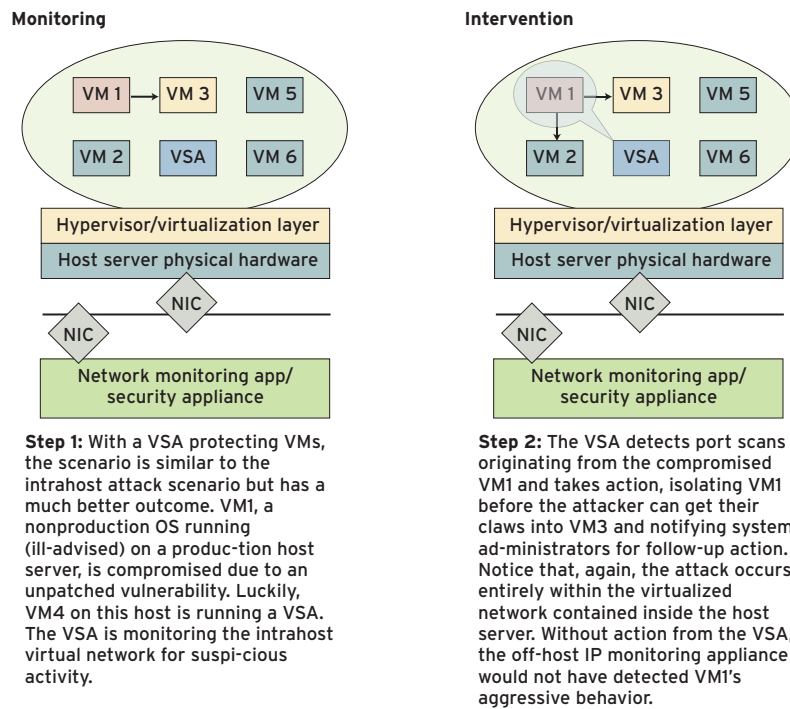 Monitoring
VM 1
VM 3
VM 5
VM 2
VSA
VM 6
Hypervisor/virtualization layer
Host server physical hardware
NIC
NIC
Network monitoring app/
security appliance
Step 1: With a VSA protecting VMs,
the scenario is similar to the
intrahost attack scenario but has a
much better outcome. VM1, a
nonproduction OS running
(ill-advised) on a produc-tion host
server, is compromised due to an
unpatched vulnerability. Luckily,
VM4 on this host is running a VSA.
The VSA is monitoring the intrahost
virtual network for suspi-cious
activity.
Intervention
VM 1
VM 3
VM 5
VM 2
VSA
VM 6
Hypervisor/virtualization layer
Host server physical hardware
NIC
NIC
Network monitoring app/
security appliance
Step 2: The VSA detects port scans
originating from the compromised
VM1 and takes action, isolating VM1
before the attacker can get their
claws into VM3 and notifying system
ad-ministrators for follow-up action.
Notice that, again, the attack occurs
entirely within the virtualized
network contained inside the host
server. Without action from the VSA,
the off-host IP monitoring appliance
would not have detected VM1's
aggressive behavior.